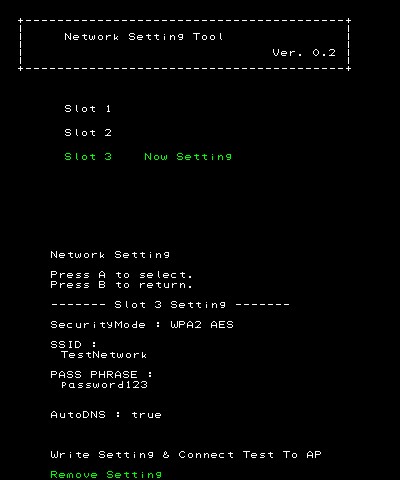 Network Setting Tool
Ver. 0.2
Slot 1
Slot 2
Slot 3 Now Setting
Network Setting
Press A to select.
Press B to return.
------- Slot 3 Setting -------
SecurityMode : WPA2 AES
SSID :
TestNetwork
PASS PHRASE :
Password123
AutoDNS : true
Write Setting & Connect Test To AP
Remove Setting